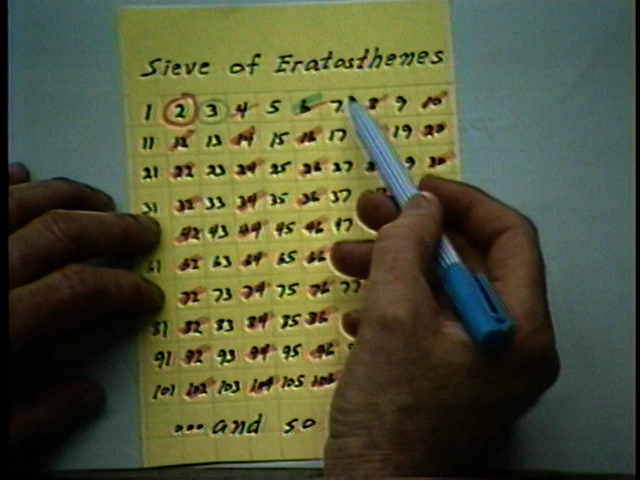 Sieve of Eratosthenes
1 2 3 4 5 6 7 8 9 10
11 12 13 14 15 16 17 19 20
21 22 23 24 25 26 27 9 30
31 32 33 34 35 36 37
42 43 44 45 46 47
61 62 63 64 65 66
72 73 74 75 76 77
81 82 83 84 85 86
91 92 93 94 95 96
101 102 103 104 105 106
...and so